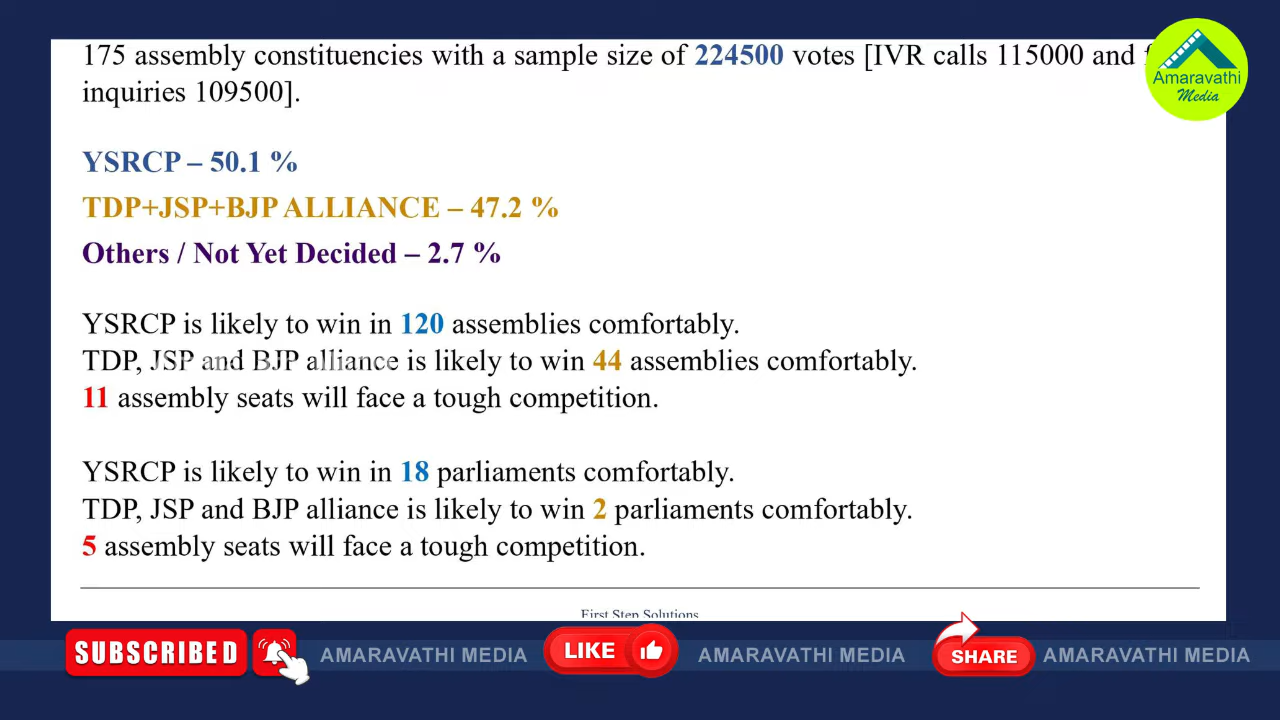 175 assembly constituencies with a sample size of 224500 votes [IVR calls 115000 and
inquiries 109500].
Amaravathi
Media
YSRCP – 50.1 %
TDP+JSP+BJP ALLIANCE – 47.2 %
Others / Not Yet Decided – 2.7 %
YSRCP is likely to win in 120 assemblies comfortably.
TDP, JSP and BJP alliance is likely to win 44 assemblies comfortably.
11 assembly seats will face a tough competition.
YSRCP is likely to win in 18 parliaments comfortably.
TDP, JSP and BJP alliance is likely to win 2 parliaments comfortably.
5 assembly seats will face a tough competition.
First Step Solutions
SUBSCRIBED AMARAVATHI MEDIA LIKE AMARAVATHI MEDIA SHARE AMARAVATHI MEDIA